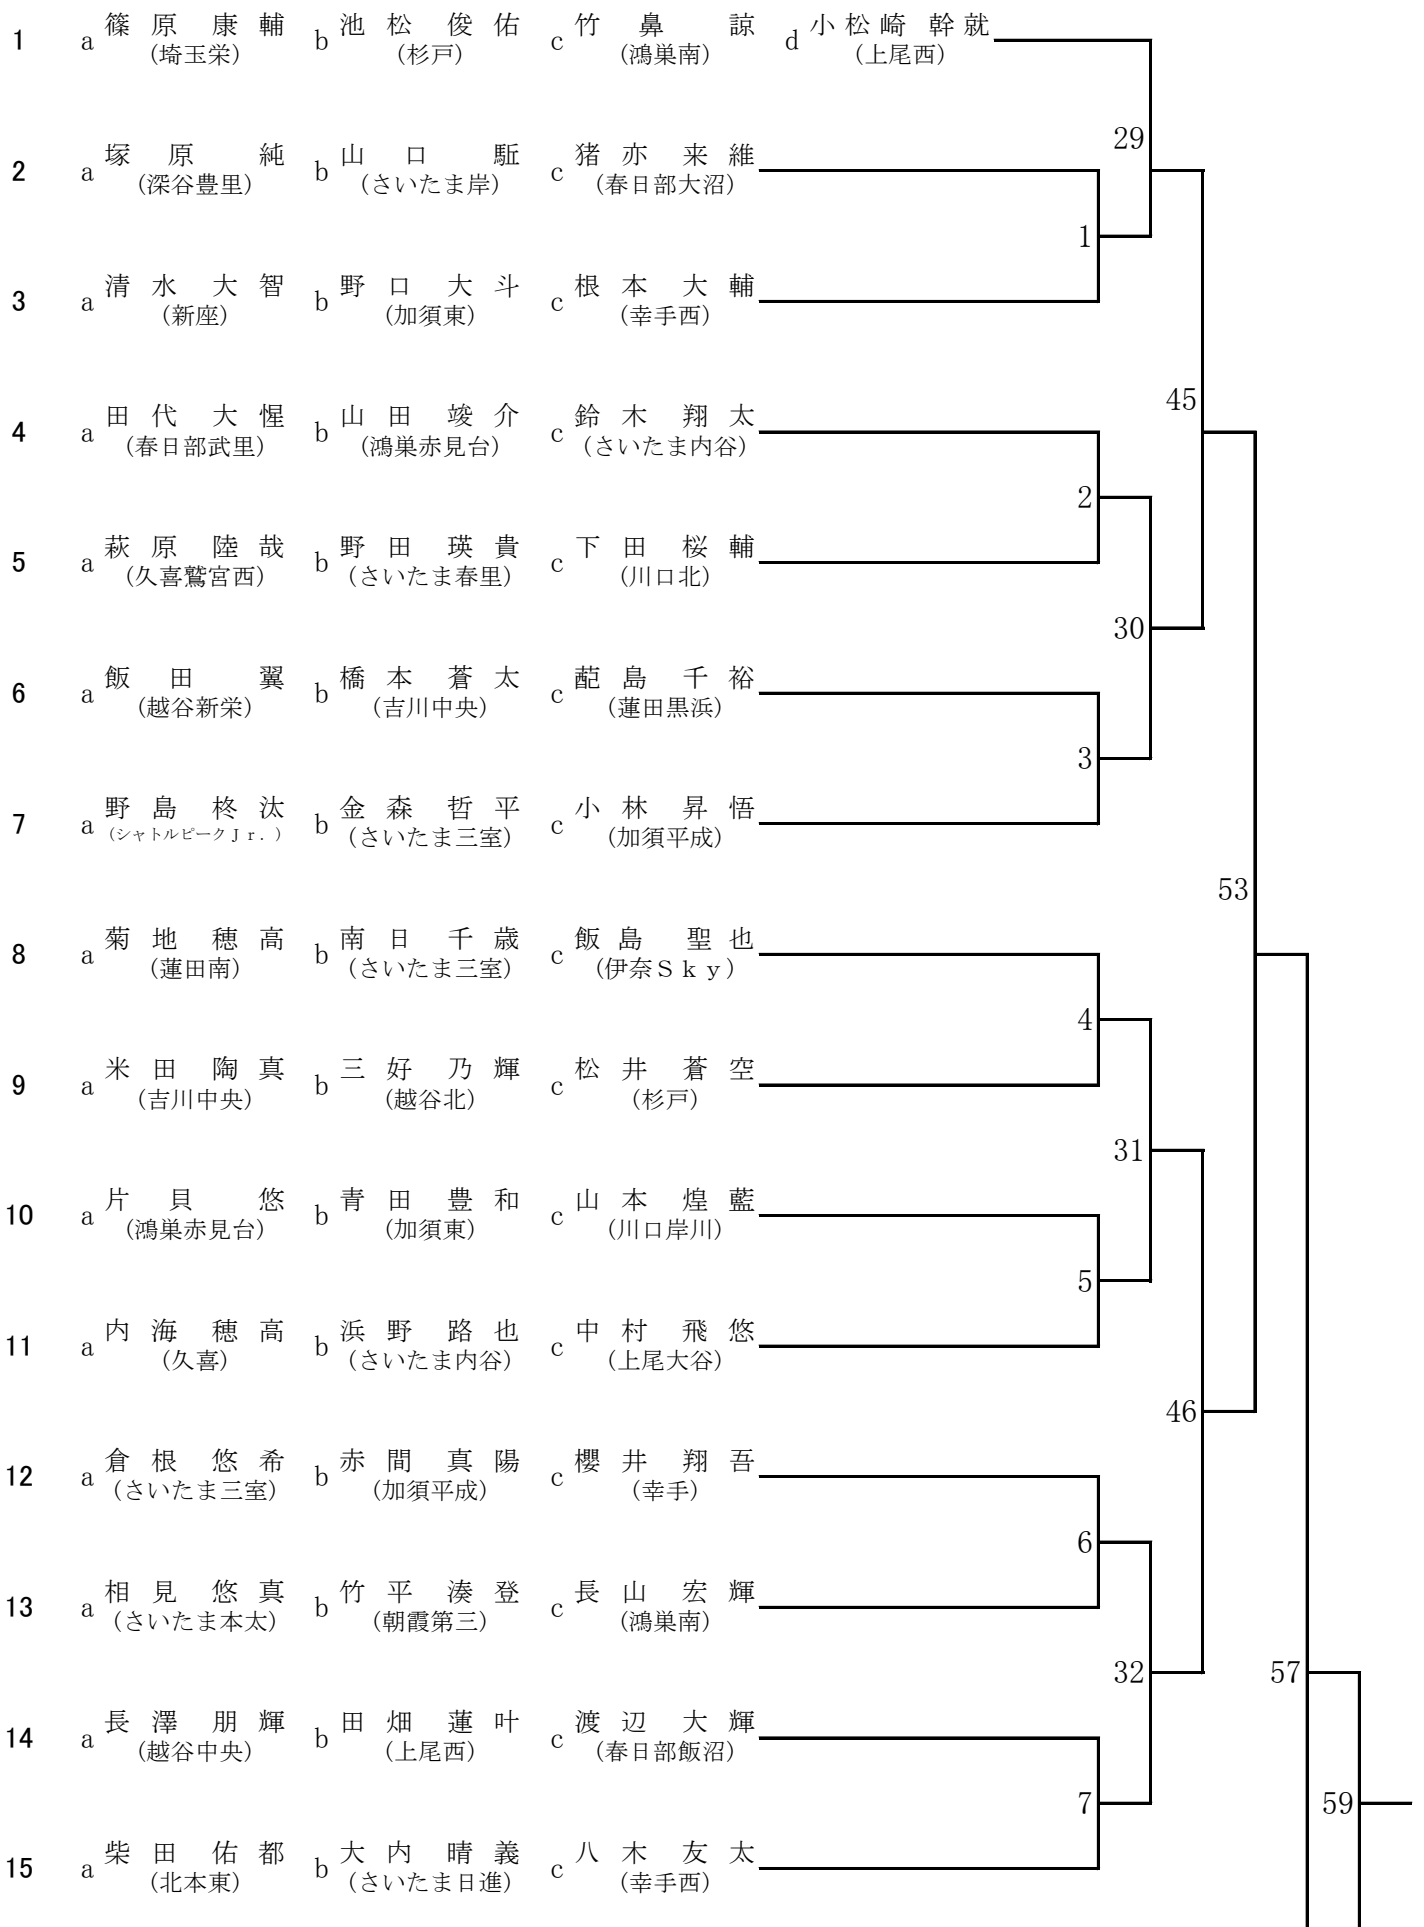 1 a 篠原 康輔 b 池松 俊佑 c 竹鼻 諒 d 小松崎 幹就
(埼玉栄) (杉戸) (鴻巣南) (上尾西)
29
2 a 塚原 純 b 山口 駈 c 猪亦 来維
(深谷豊里) (さいたま岸) (春日部大沼)
1
3 a 清水 大智 b 野口 大斗 c 根本 大輔
(新座) (加須東) (幸手西)
45
4 a 田代 大惺 b 山田 竣介 c 鈴木 翔太
(春日部武里) (鴻巣赤見台) (さいたま内谷)
2
5 a 萩原 陸哉 b 野田 瑛貴 c 下田 桜輔
(久喜鷲宮西) (さいたま春里) (川口北)
30
6 a 飯田 翼 b 橋本 蒼太 c 蓜島 千裕
(越谷新栄) (吉川中央) (蓮田黒浜)
3
7 a 野島 柊汰 b 金森 哲平 c 小林 昇悟
(シャトルピークＪｒ．) (さいたま三室) (加須平成)
53
8 a 菊地 穂高 b 南日 千歳 c 飯島 聖也
(蓮田南) (さいたま三室) (伊奈Ｓｋｙ)
4
9 a 米田 陶真 b 三好 乃輝 c 松井 蒼空
(吉川中央) (越谷北) (杉戸)
31
10 a 片貝 悠 b 青田 豊和 c 山本 煌藍
(鴻巣赤見台) (加須東) (川口岸川)
5
11 a 内海 穂高 b 浜野 路也 c 中村 飛悠
(久喜) (さいたま内谷) (上尾大谷)
46
12 a 倉根 悠希 b 赤間 真陽 c 櫻井 翔吾
(さいたま三室) (加須平成) (幸手)
6
13 a 相見 悠真 b 竹平 湊登 c 長山 宏輝
(さいたま本太) (朝霞第三) (鴻巣南)
32 57
14 a 長澤 朋輝 b 田畑 蓮叶 c 渡辺 大輝
(越谷中央) (上尾西) (春日部飯沼)
7 59
15 a 柴田 佑都 b 大内 晴義 c 八木 友太
(北本東) (さいたま日進) (幸手西)